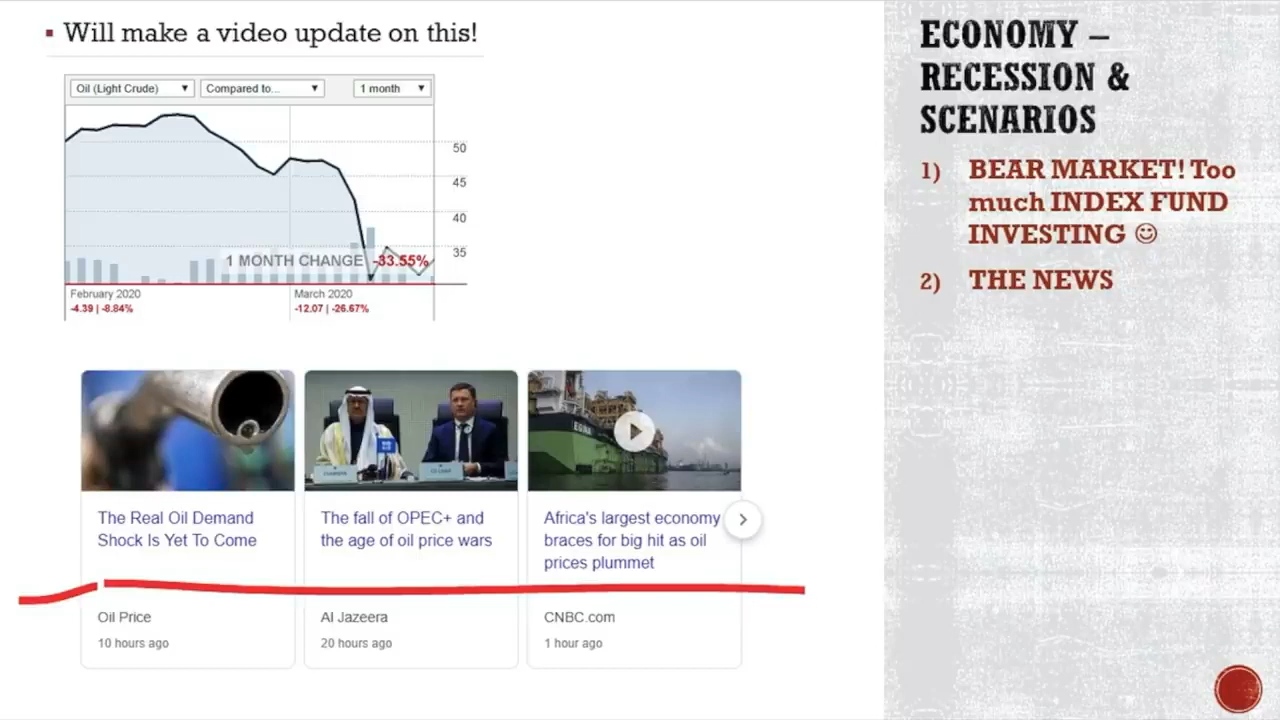 Will make a video update on this!
Oil (Light Crude) Compared to... 1 month
50
45
40
35
1 MONTH CHANGE -33.55%
February 2020 March 2020
-4.39 | -8.84% -12.07 | -26.67%
EGINA
The Real Oil Demand
Shock Is Yet To Come
Oil Price
10 hours ago
The fall of OPEC+ and
the age of oil price wars
Al Jazeera
20 hours ago
Africa's largest economy
braces for big hit as oil
prices plummet
CNBC.com
1 hour ago
ECONOMY –
RECESSION &
SCENARIOS
1) BEAR MARKET! Too
much INDEX FUND
INVESTING ☺
2) THE NEWS